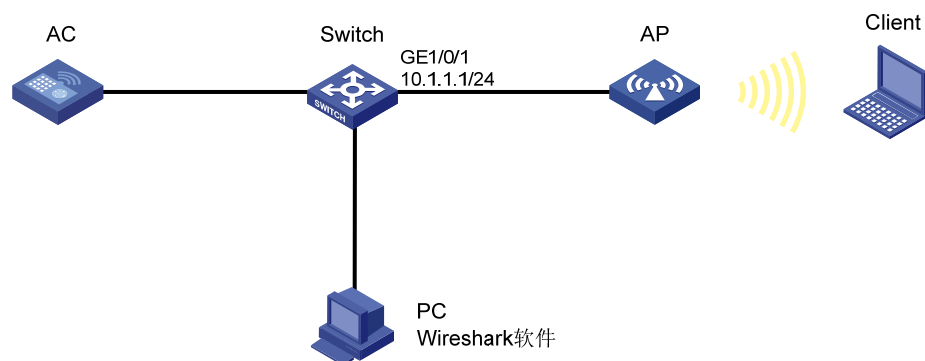 AC
Switch
GE1/0/1
10.1.1.1/24
AP
Client
SWITCH
PC
Wireshark软件